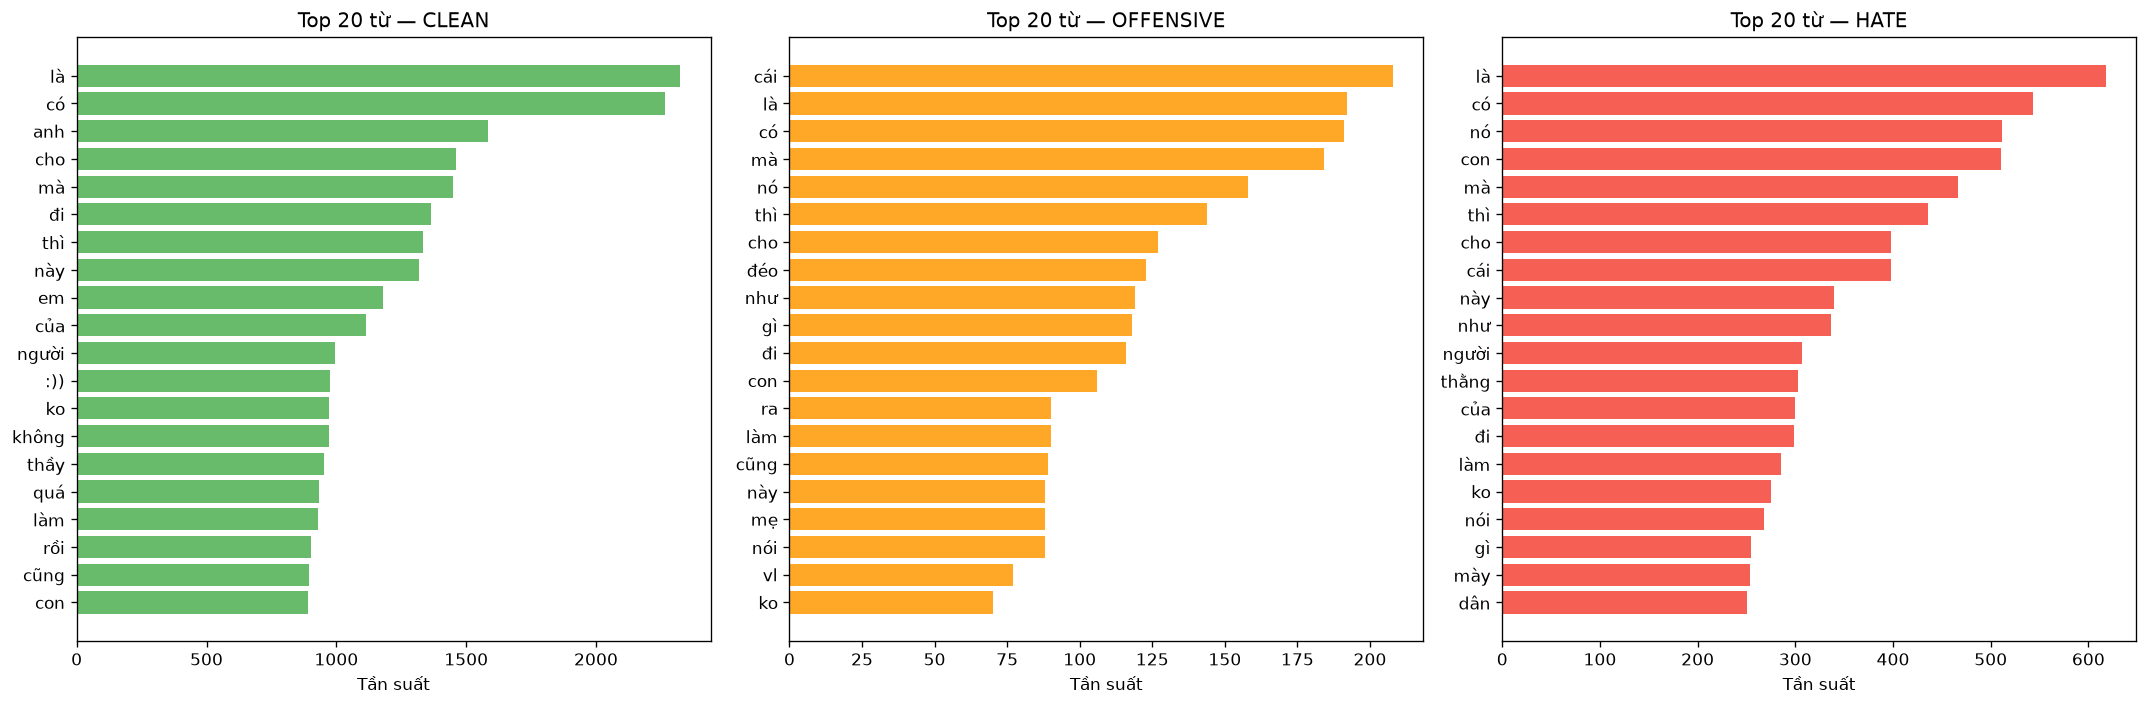 Top 20 từ — CLEAN
là
có
anh
cho
mà
đi
thì
này
em
của
người
:))
ko
không
thầy
quá
làm
rồi
cũng
con
0 500 1000 1500 2000
Tần suất
Top 20 từ — OFFENSIVE
cái
là
có
mà
nó
thì
cho
đéo
như
gì
đi
con
ra
làm
cũng
này
mẹ
nói
vl
ko
0 25 50 75 100 125 150 175 200
Tần suất
Top 20 từ — HATE
là
có
nó
con
mà
thì
cho
cái
này
như
người
thằng
của
đi
làm
ko
nói
gì
mày
dân
0 100 200 300 400 500 600
Tần suất